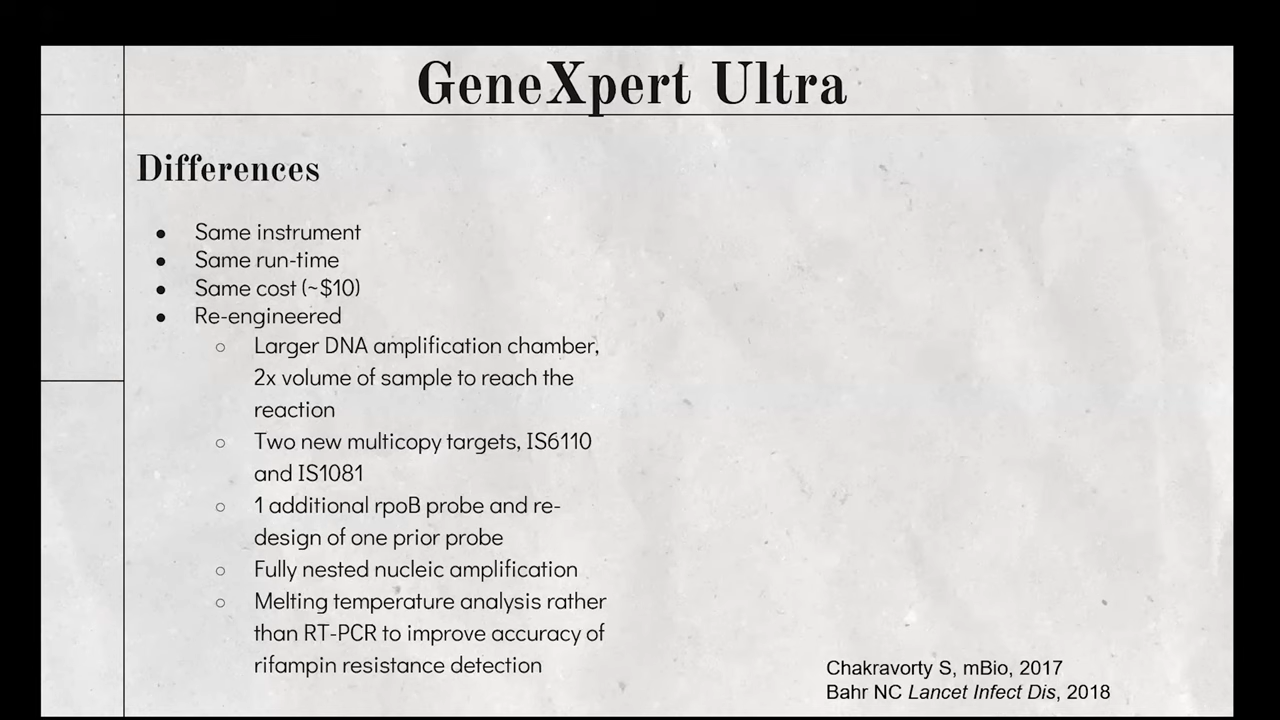 GeneXpert Ultra
Differences
● Same instrument
● Same run-time
● Same cost (~$10)
● Re-engineered
○ Larger DNA amplification chamber,
2x volume of sample to reach the
reaction
○ Two new multicopy targets, IS6110
and IS1081
○ 1 additional rpoB probe and re-
design of one prior probe
○ Fully nested nucleic amplification
○ Melting temperature analysis rather
than RT-PCR to improve accuracy of
rifampin resistance detection
Chakravorty S, mBio, 2017
Bahr NC Lancet Infect Dis, 2018